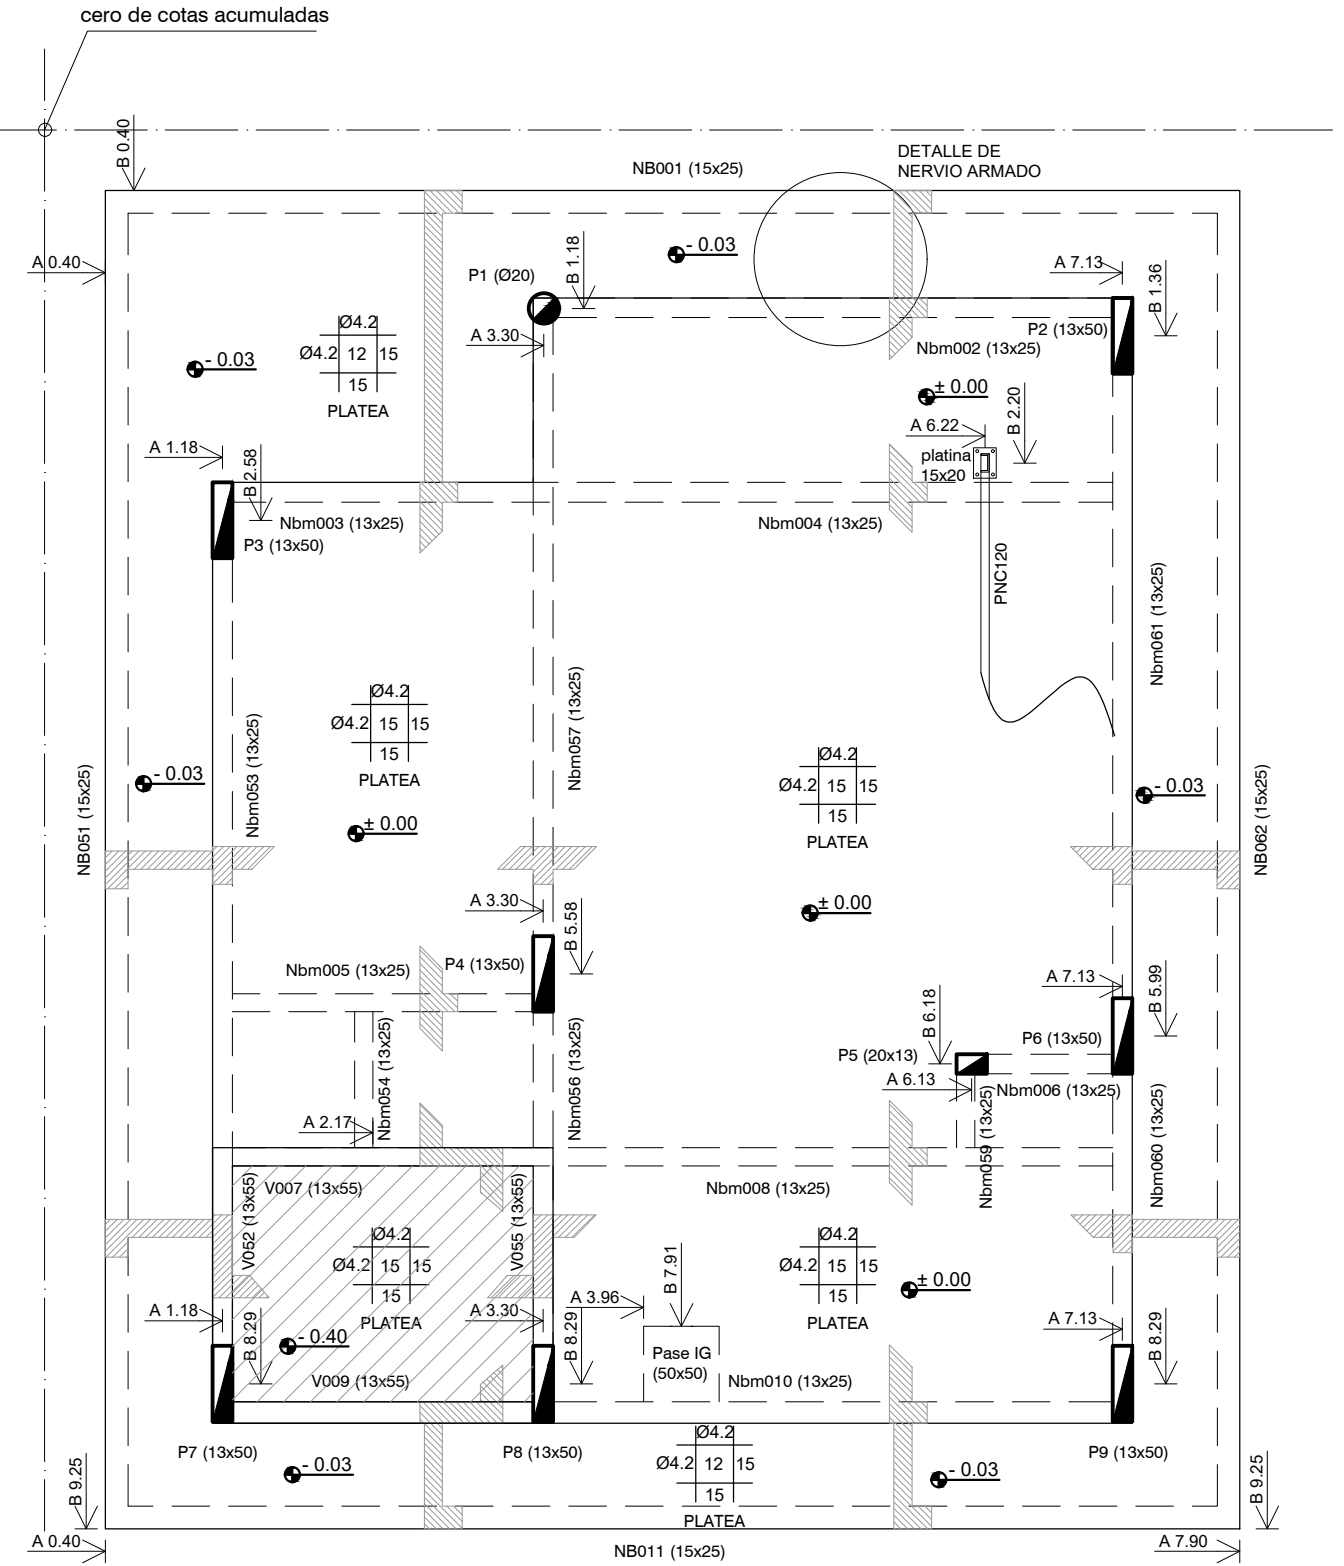 cero de cotas acumuladas
B 0.40
NB001 (15x25)
DETALLE DE
NERVIO ARMADO
A 0.40
- 0.03
B 1.18
P1 (Ø20)
A 7.13
B 1.36
A 3.30
P2 (13x50)
Nbm002 (13x25)
Ø4.2
Ø4.2 12 15
15
PLATEA
- 0.03
± 0.00
B 2.20
A 6.22
platina
15x20
A 1.18
B 2.58
Nbm003 (13x25)
P3 (13x50)
Nbm004 (13x25)
PNC120
Nbm061 (13x25)
Ø4.2
Ø4.2 15 15
15
PLATEA
Nbm057 (13x25)
Nbm053 (13x25)
Ø4.2
Ø4.2 15 15
15
PLATEA
- 0.03
- 0.03
NB051 (15x25)
NB062 (15x25)
± 0.00
± 0.00
A 3.30
B 5.58
P4 (13x50)
Nbm005 (13x25)
A 7.13
B 5.99
B 6.18
P6 (13x50)
P5 (20x13)
A 6.13
Nbm006 (13x25)
Nbm054 (13x25)
Nbm056 (13x25)
A 2.17
Nbm059 (13x25)
Nbm060 (13x25)
V007 (13x55)
Nbm008 (13x25)
V052 (13x55)
V055 (13x55)
Ø4.2
Ø4.2 15 15
15
PLATEA
Ø4.2
Ø4.2 15 15
15
PLATEA
B 7.91
± 0.00
A 3.96
A 1.18
A 3.30
A 7.13
- 0.40
B 8.29
B 8.29
B 8.29
Pase IG
(50x50)
V009 (13x55)
Nbm010 (13x25)
P7 (13x50)
P8 (13x50)
P9 (13x50)
Ø4.2
Ø4.2 12 15
15
PLATEA
- 0.03
- 0.03
B 9.25
B 9.25
A 0.40
NB011 (15x25)
A 7.90